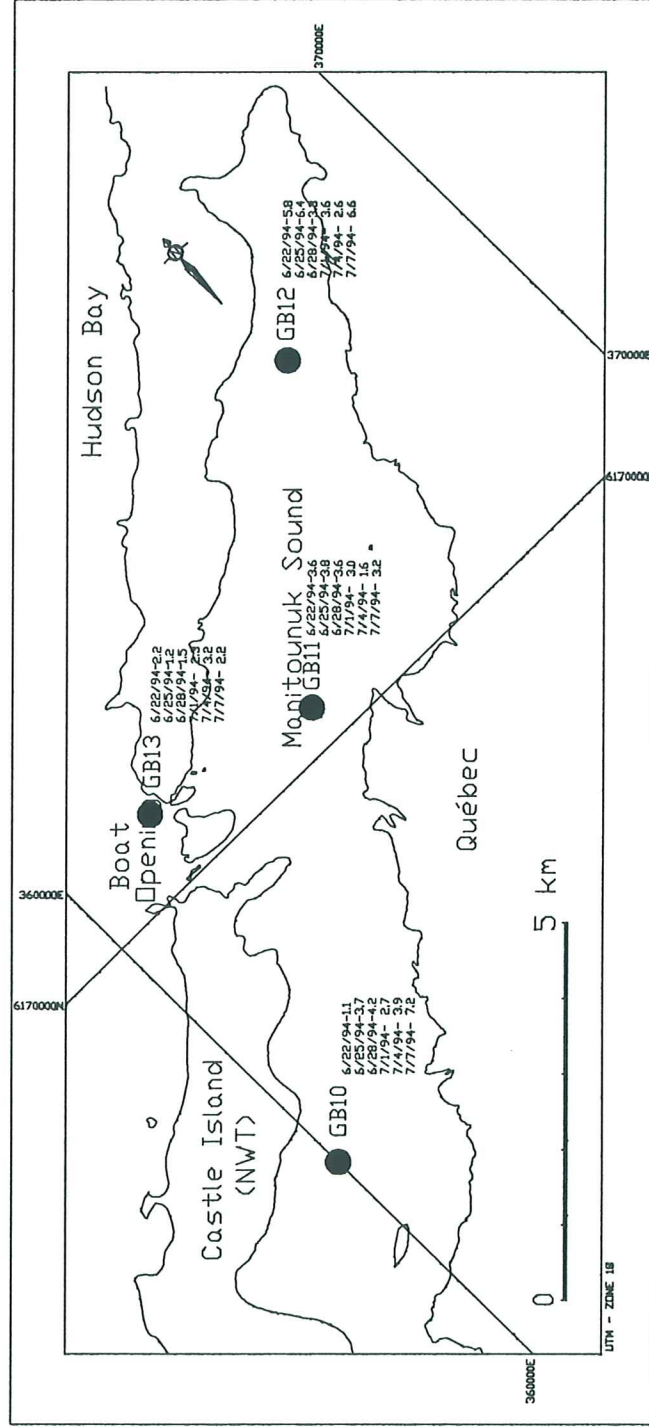 Hudson Bay
370000E
GB12
6/22/94-5.8
6/25/94-6.4
6/28/94-3.8
7/1/94- 3.6
7/4/94- 2.6
7/7/94- 6.6
370000E
6170000N
Manitounuk Sound
GB11
6/22/94-3.6
6/25/94-3.8
6/28/94-3.6
7/1/94- 3.0
7/4/94- 1.6
7/7/94- 3.2
GB13
6/22/94-2.2
6/25/94-1.2
6/28/94-1.5
7/1/94- 2.3
7/4/94- 3.2
7/7/94- 2.2
Boat
Openi
360000E
6170000N
Québec
Castle Island
(NWT)
GB10
6/22/94-1.1
6/25/94-3.7
6/28/94-4.2
7/1/94- 2.7
7/4/94- 3.9
7/7/94- 7.2
0
5 km
UTM - ZONE 18
360000E